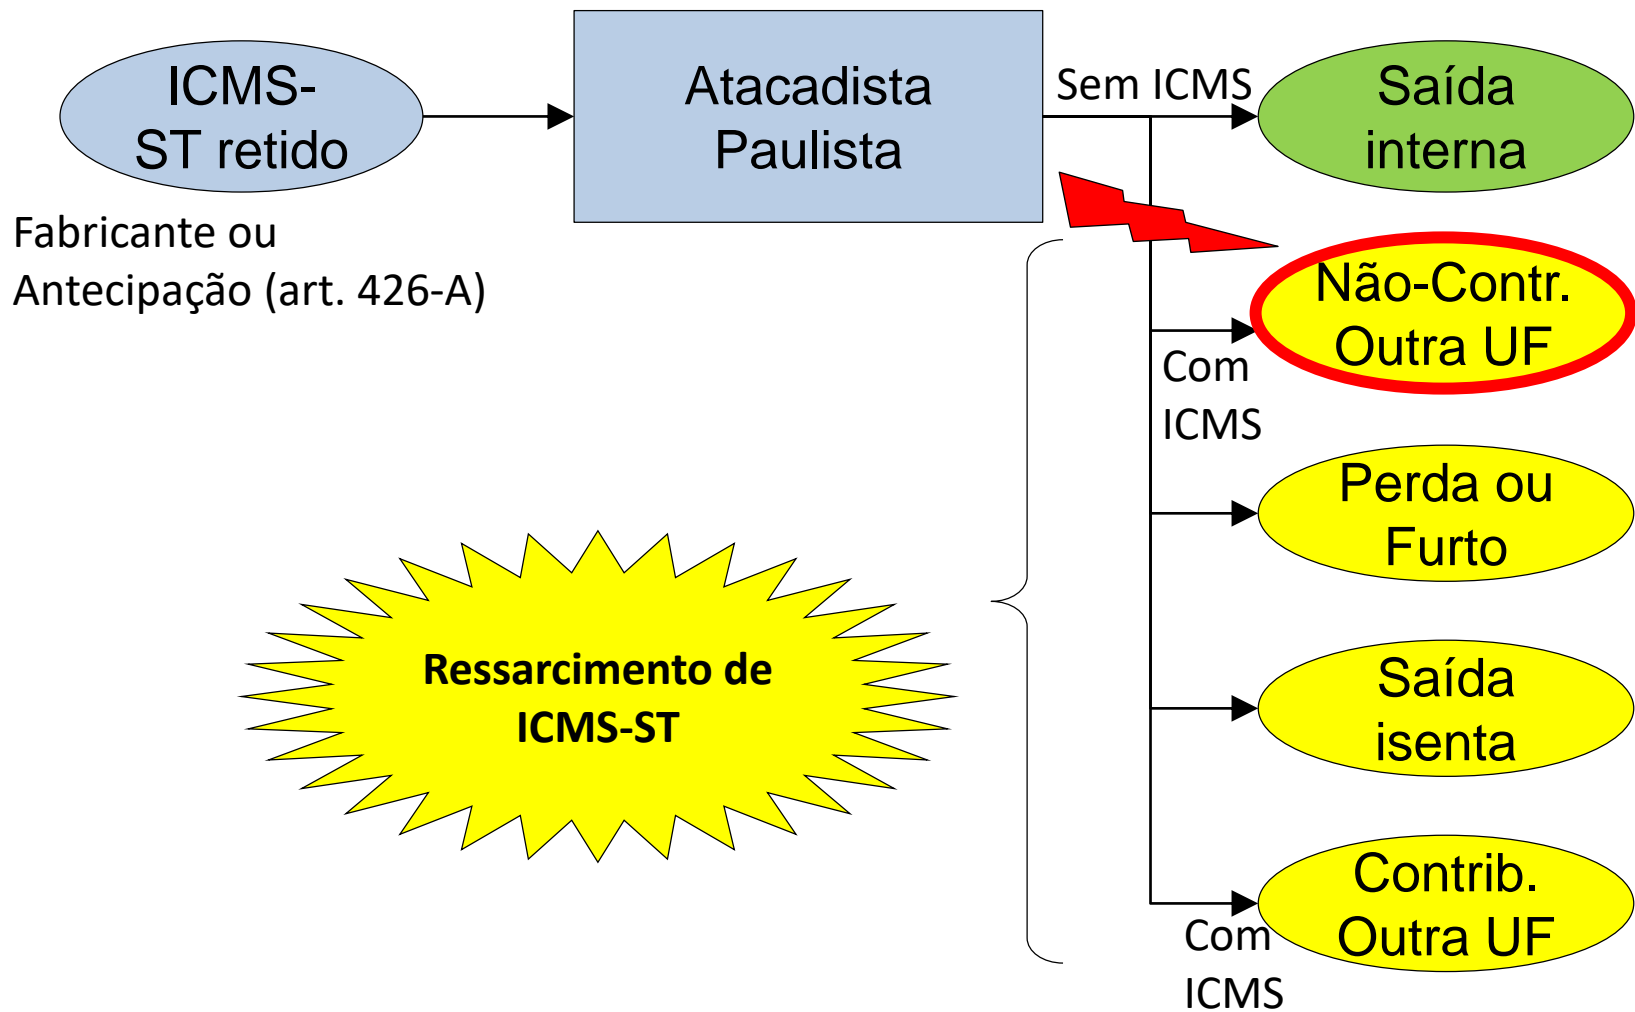 ICMS-
ST retido
Fabricante ou
Antecipação (art. 426-A)
Atacadista
Paulista
Sem ICMS
Saída
interna
Não-Contr.
Outra UF
Com
ICMS
Perda ou
Furto
Ressarcimento de
ICMS-ST
Saída
isenta
Contrib.
Outra UF
Com
ICMS